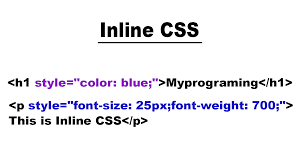 Inline CSS
<h1 style="color: blue;">Myprograming</h1>
<p style="font-size: 25px;font-weight: 700;">
This is Inline CSS</p>